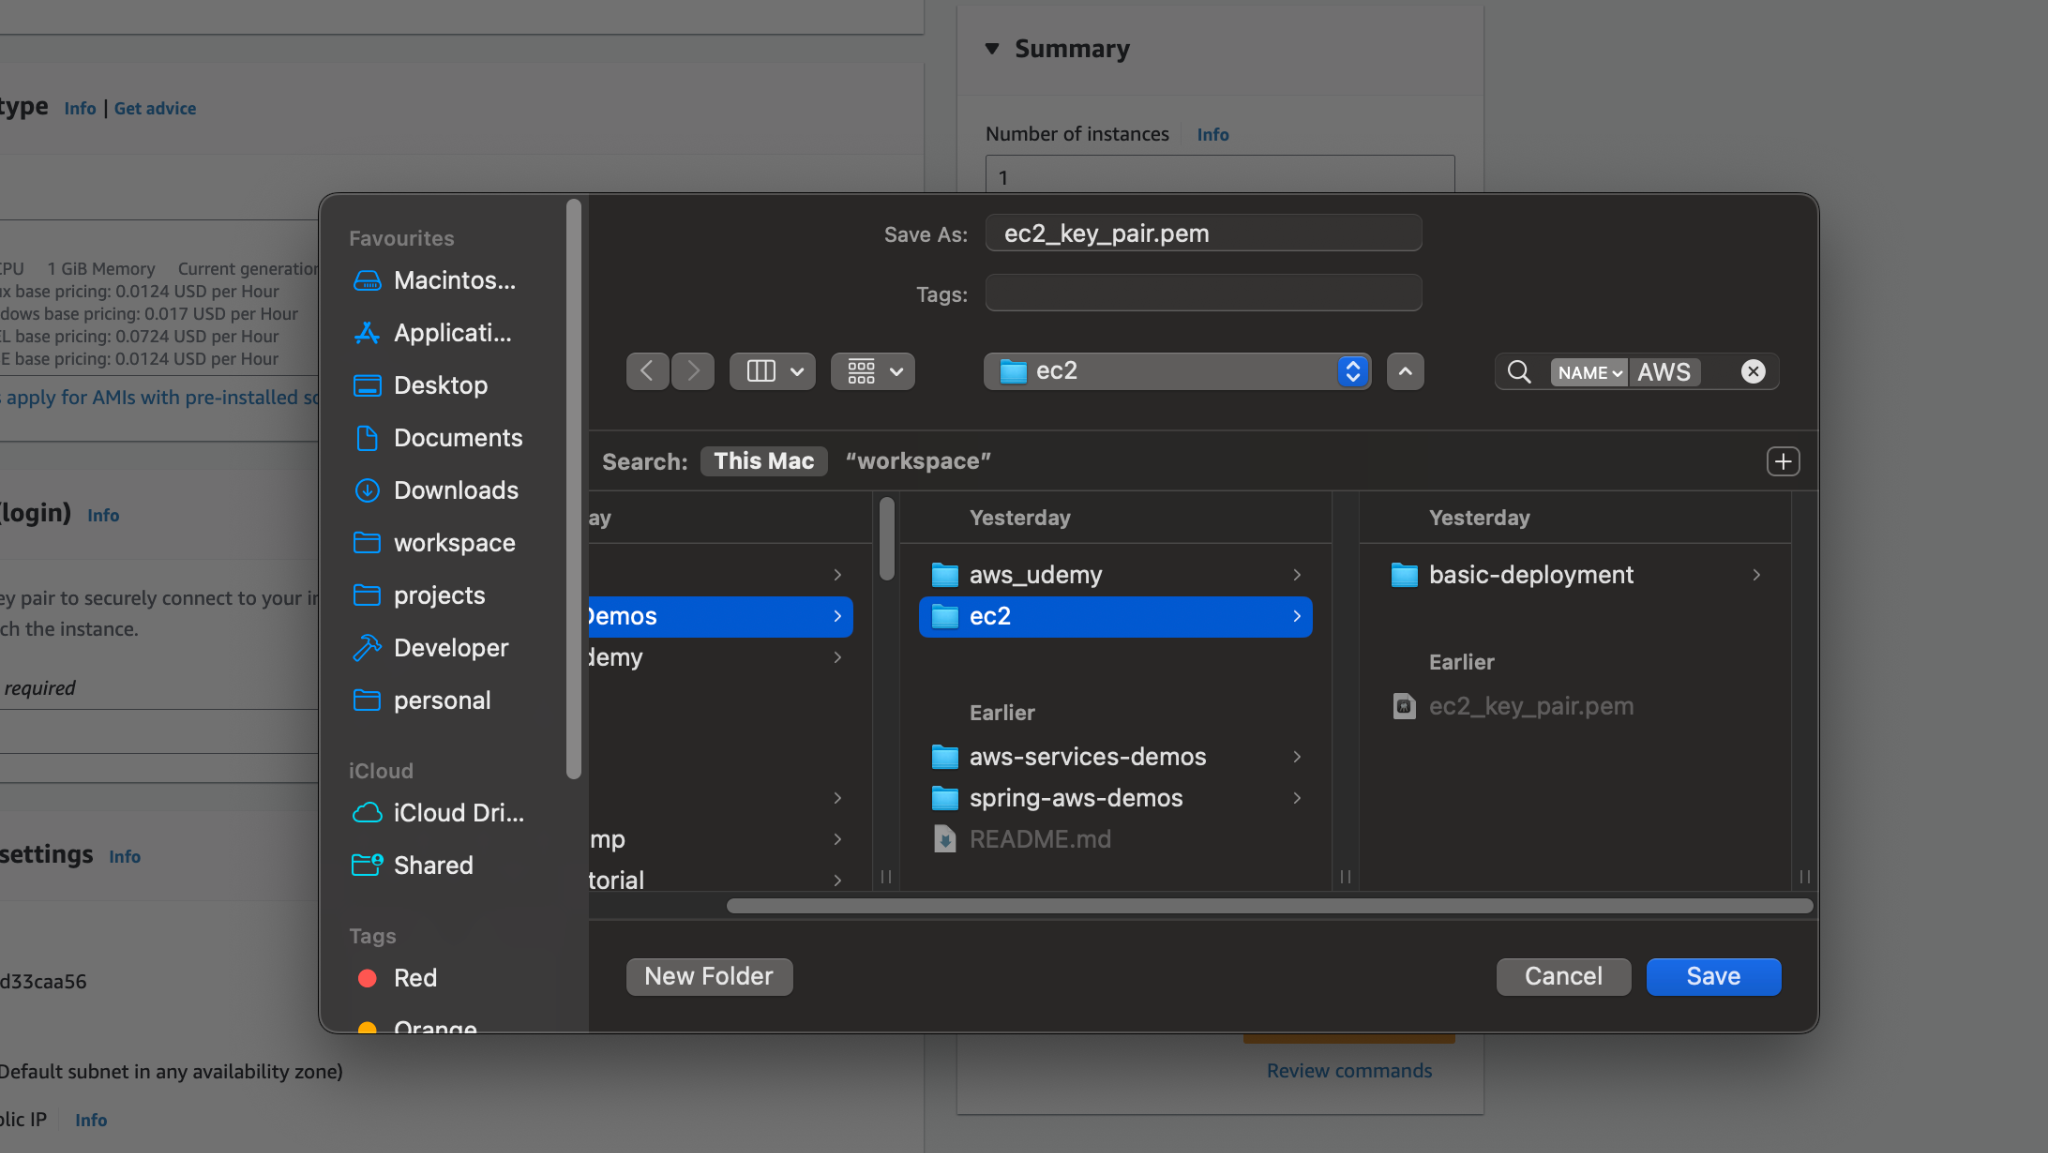 Summary
type Info | Get advice
Number of instances Info
1
CPU 1 GiB Memory Current generation
ux base pricing: 0.0124 USD per Hour
dows base pricing: 0.017 USD per Hour
EL base pricing: 0.0724 USD per Hour
E base pricing: 0.0124 USD per Hour
s apply for AMIs with pre-installed so
(login) Info
ey pair to securely connect to your in
ch the instance.
required
settings Info
d33caa56
Default subnet in any availability zone)
blic IP Info
Favourites
Macintos...
Applicati...
Desktop
Documents
Downloads
workspace
projects
Developer
personal
iCloud
iCloud Dri...
Shared
Tags
Red
Orange
Save As: ec2_key_pair.pem
Tags:
ec2
NAME AWS
Search: This Mac “workspace”
ay
Demos
demy
mp
torial
Yesterday
aws_udemy
ec2
Earlier
aws-services-demos
spring-aws-demos
README.md
Yesterday
basic-deployment
Earlier
ec2_key_pair.pem
New Folder Cancel Save
Review commands